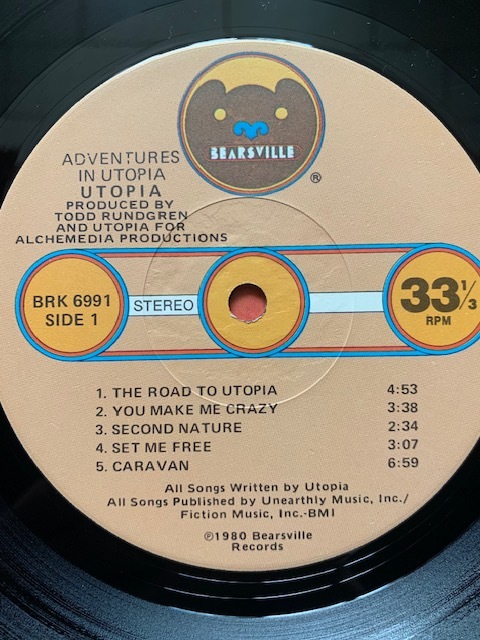 BEARSVILLE
®
ADVENTURES
IN UTOPIA
UTOPIA
PRODUCED BY
TODD RUNDGREN
AND UTOPIA FOR
ALCHEMEDIA PRODUCTIONS
BRK 6991
SIDE 1
STEREO
33 1/3
RPM
1. THE ROAD TO UTOPIA 4:53
2. YOU MAKE ME CRAZY 3:38
3. SECOND NATURE 2:34
4. SET ME FREE 3:07
5. CARAVAN 6:59
All Songs Written by Utopia
All Songs Published by Unearthly Music, Inc./
Fiction Music, Inc.-BMI
℗1980 Bearsville
Records